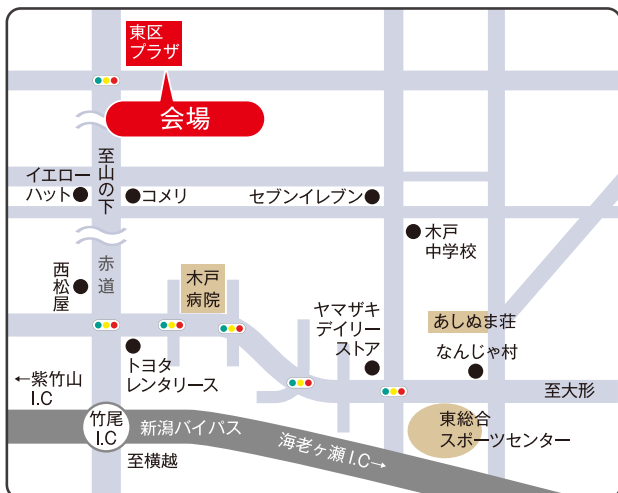 東区
プラザ
会場
イエロー
ハット
至山の下
コメリ
セブンイレブン
木戸
中学校
西松屋
赤道
木戸
病院
ヤマザキ
デイリー
ストア
あしぬま荘
なんじゃ村
トヨタ
レンタリース
←紫竹山
I.C
至大形
竹尾
I.C
新潟バイパス
海老ヶ瀬I.C→
東総合
スポーツセンター
至横越